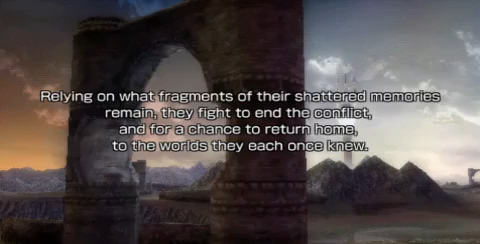 Relying on what fragments of their shattered memories
remain, they fight to end the conflict,
and for a chance to return home,
to the worlds they each once knew.